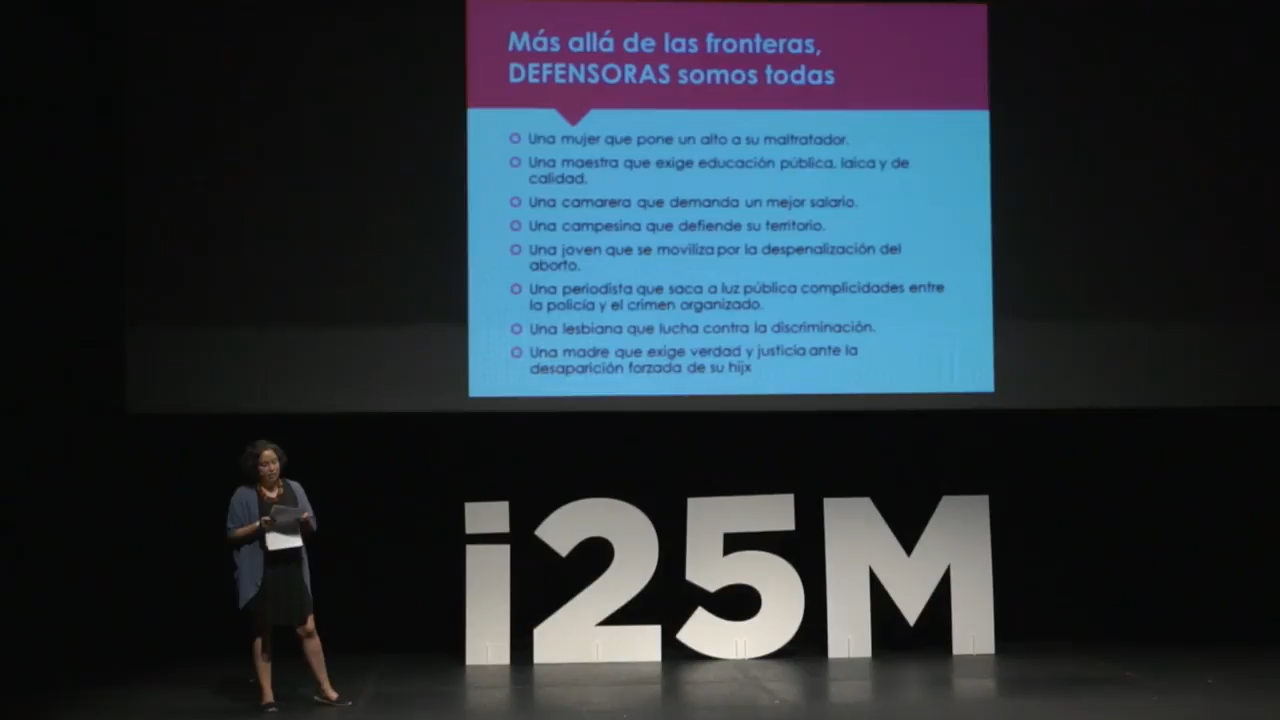 Más allá de las fronteras,
DEFENSORAS somos todas
Una mujer que pone un alto a su maltratador.
Una maestra que exige educación pública, laica y de
calidad.
Una camarera que demanda un mejor salario.
Una campesina que defiende su territorio.
Una joven que se moviliza por la despenalización del
aborto.
Una periodista que saca a luz pública complicidades entre
la policía y el crimen organizado.
Una lesbiana que lucha contra la discriminación.
Una madre que exige verdad y justicia ante la
desaparición forzada de su hijx
i25M